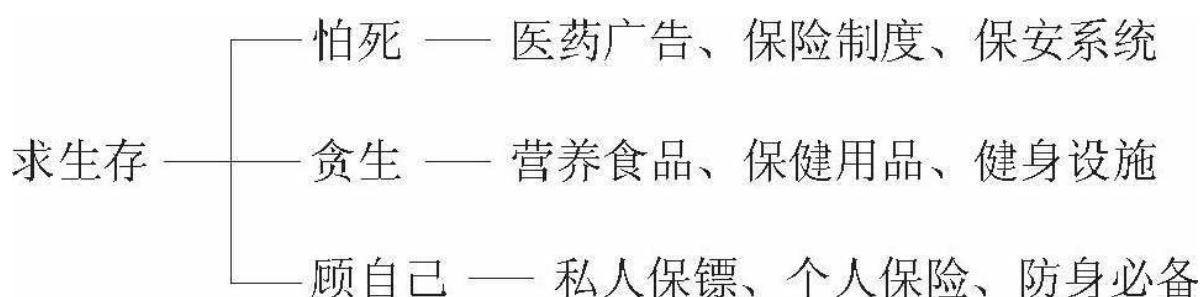 怕死 — 医药广告、保险制度、保安系统
求生存 — 贪生 — 营养食品、保健用品、健身设施
顾自己 — 私人保镖、个人保险、防身必备